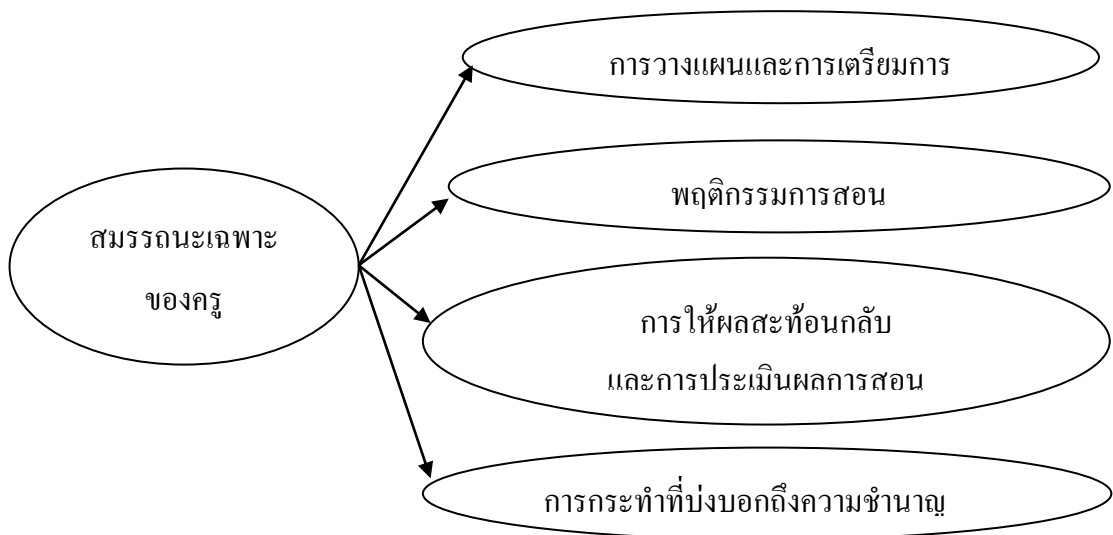 การวางแผนและการเตรียมการ
พฤติกรรมการสอน
สมรรถนะเฉพาะ
ของครู
การให้ผลสะท้อนกลับ
และการประเมินผลการสอน
การกระทำที่บ่งบอกถึงความชำนาญ